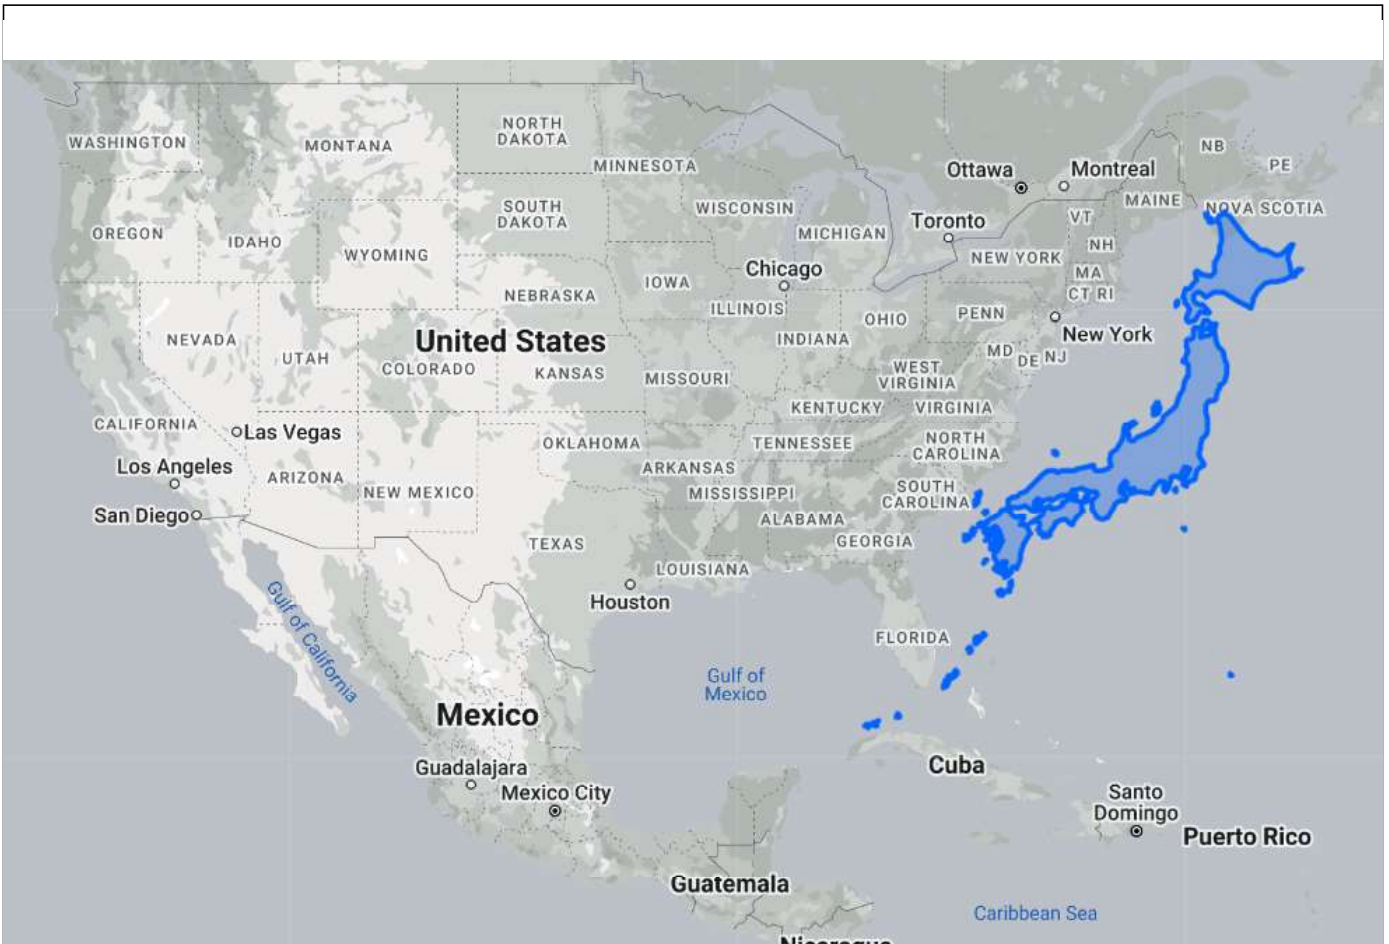 WASHINGTON
MONTANA
NORTH
DAKOTA
MINNESOTA
Ottawa
Montreal
NB
PE
OREGON
IDAHO
WYOMING
SOUTH
DAKOTA
WISCONSIN
MICHIGAN
Toronto
VT
MAINE
NOVA SCOTIA
NH
NEW YORK
MA
CT RI
Chicago
IOWA
NEBRASKA
ILLINOIS
INDIANA
OHIO
PENN
New York
NEVADA
UTAH
United States
COLORADO
KANSAS
MISSOURI
WEST
VIRGINIA
MD
DE
NJ
KENTUCKY
VIRGINIA
CALIFORNIA
Las Vegas
OKLAHOMA
TENNESSEE
NORTH
CAROLINA
Los Angeles
ARIZONA
NEW MEXICO
ARKANSAS
MISSISSIPPI
SOUTH
CAROLINA
San Diego
ALABAMA
GEORGIA
TEXAS
LOUISIANA
Houston
Gulf of California
FLORIDA
Gulf of
Mexico
Mexico
Guadalajara
Mexico City
Cuba
Santo
Domingo
Puerto Rico
Guatemala
Caribbean Sea
Nicaragua